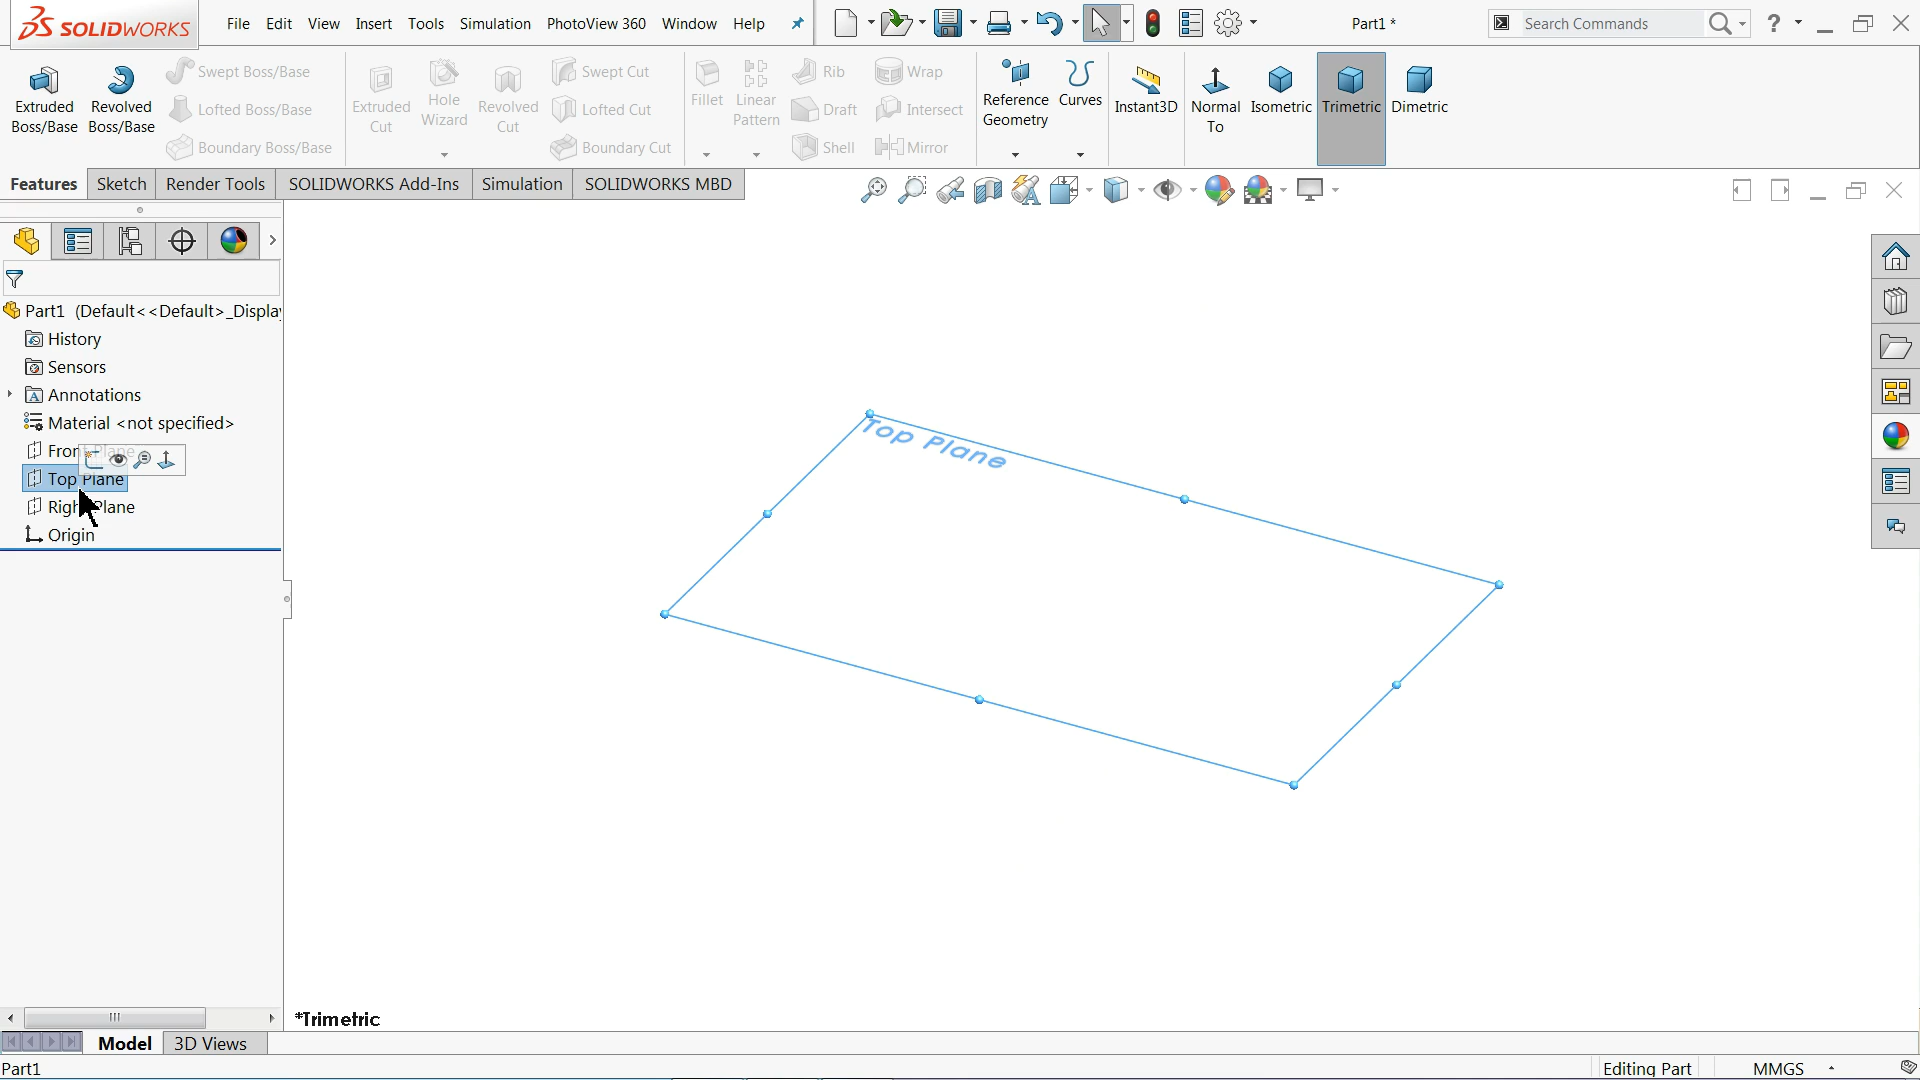 SOLIDWORKS File Edit View Insert Tools Simulation PhotoView 360 Window Help Part1 * Search Commands ?
Extruded Boss/Base
Revolved Boss/Base
Swept Boss/Base
Lofted Boss/Base
Boundary Boss/Base
Extruded Cut
Hole Wizard
Revolved Cut
Swept Cut
Lofted Cut
Boundary Cut
Fillet
Linear Pattern
Rib
Draft
Shell
Wrap
Intersect
Mirror
Reference Geometry
Curves
Instant3D
Normal To
Isometric
Trimetric
Dimetric
Features Sketch Render Tools SOLIDWORKS Add-Ins Simulation SOLIDWORKS MBD
Part1 (Default<<Default>_Displa
History
Sensors
Annotations
Material <not specified>
Front Plane
Top Plane
Right Plane
Origin
Top Plane
*Trimetric
Model 3D Views
Part1 Editing Part MMGS